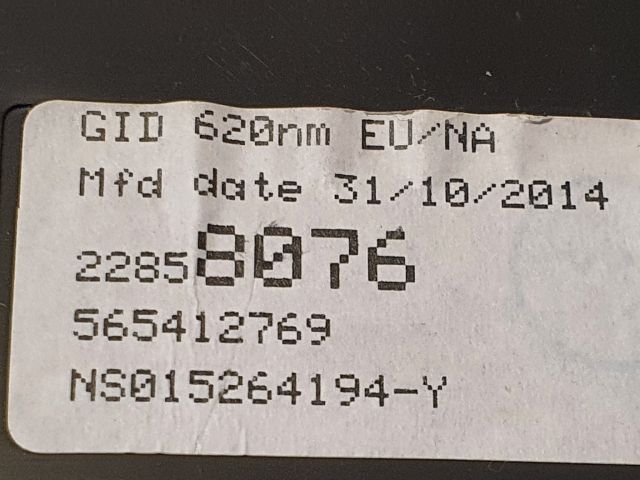 GID 620nm EU/NA
Mfd date 31/10/2014
22858076
565412769
NS015264194-Y